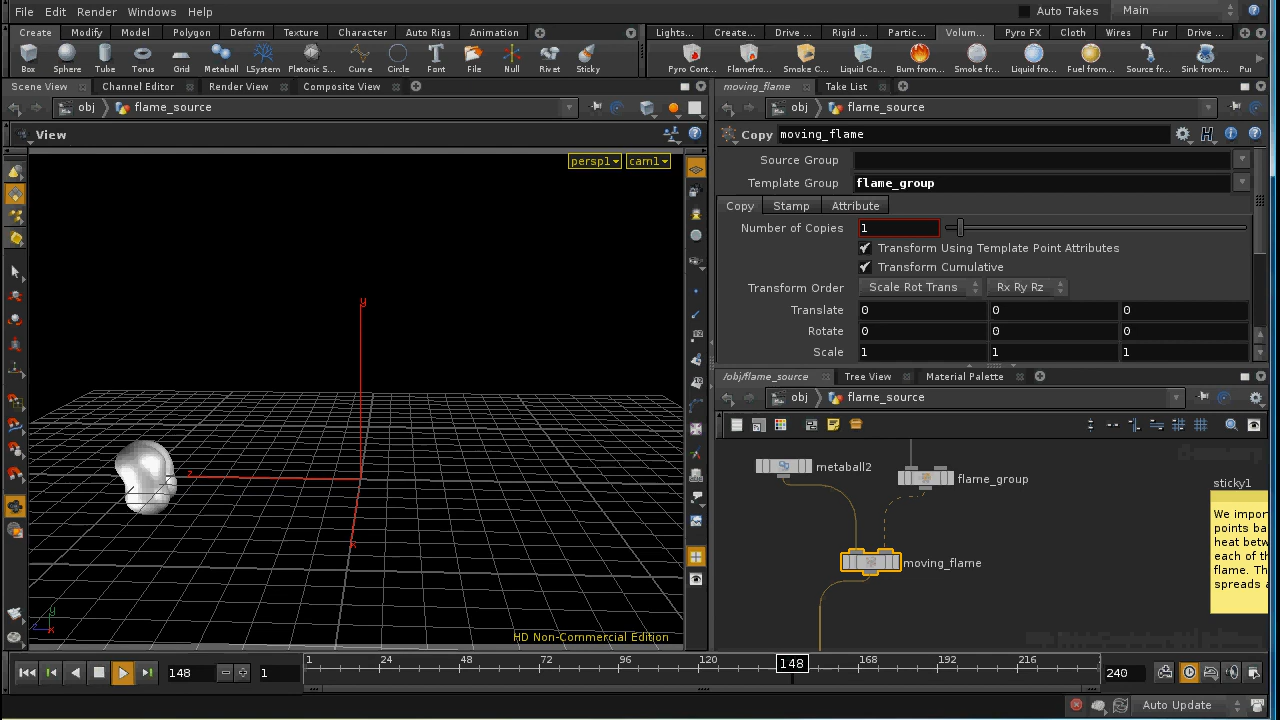 File Edit Render Windows Help
Auto Takes Main
Create Modify Model Polygon Deform Texture Character Auto Rigs Animation
Lights... Create... Drive ... Rigid ... Partic... Volum... Pyro FX Cloth Wires Fur Drive ...
Box Sphere Tube Torus Grid Metaball LSystem Platonic S... Curve Circle Font File Null Rivet Sticky
Pyro Cont... Flamefro... Smoke C... Liquid Co... Burn from... Smoke fr... Liquid fro... Fuel from... Source fr... Sink from... Pu
Scene View Channel Editor Render View Composite View
moving_flame Take List
obj flame_source
obj flame_source
View
Copy moving_flame
persp1 cam1
Source Group
Template Group flame_group
Copy Stamp Attribute
Number of Copies 1
Transform Using Template Point Attributes
Transform Cumulative
Transform Order Scale Rot Trans Rx Ry Rz
Translate 0 0 0
Rotate 0 0 0
Scale 1 1 1
y
z
x
/obj/flame_source Tree View Material Palette
obj flame_source
metaball2
flame_group
moving_flame
sticky1
We impor
points ba
heat betw
each of the
flame. Th
spreads a
y
z x
HD Non-Commercial Edition
148 1 1 24 48 72 96 120 148 168 192 216 240
Auto Update